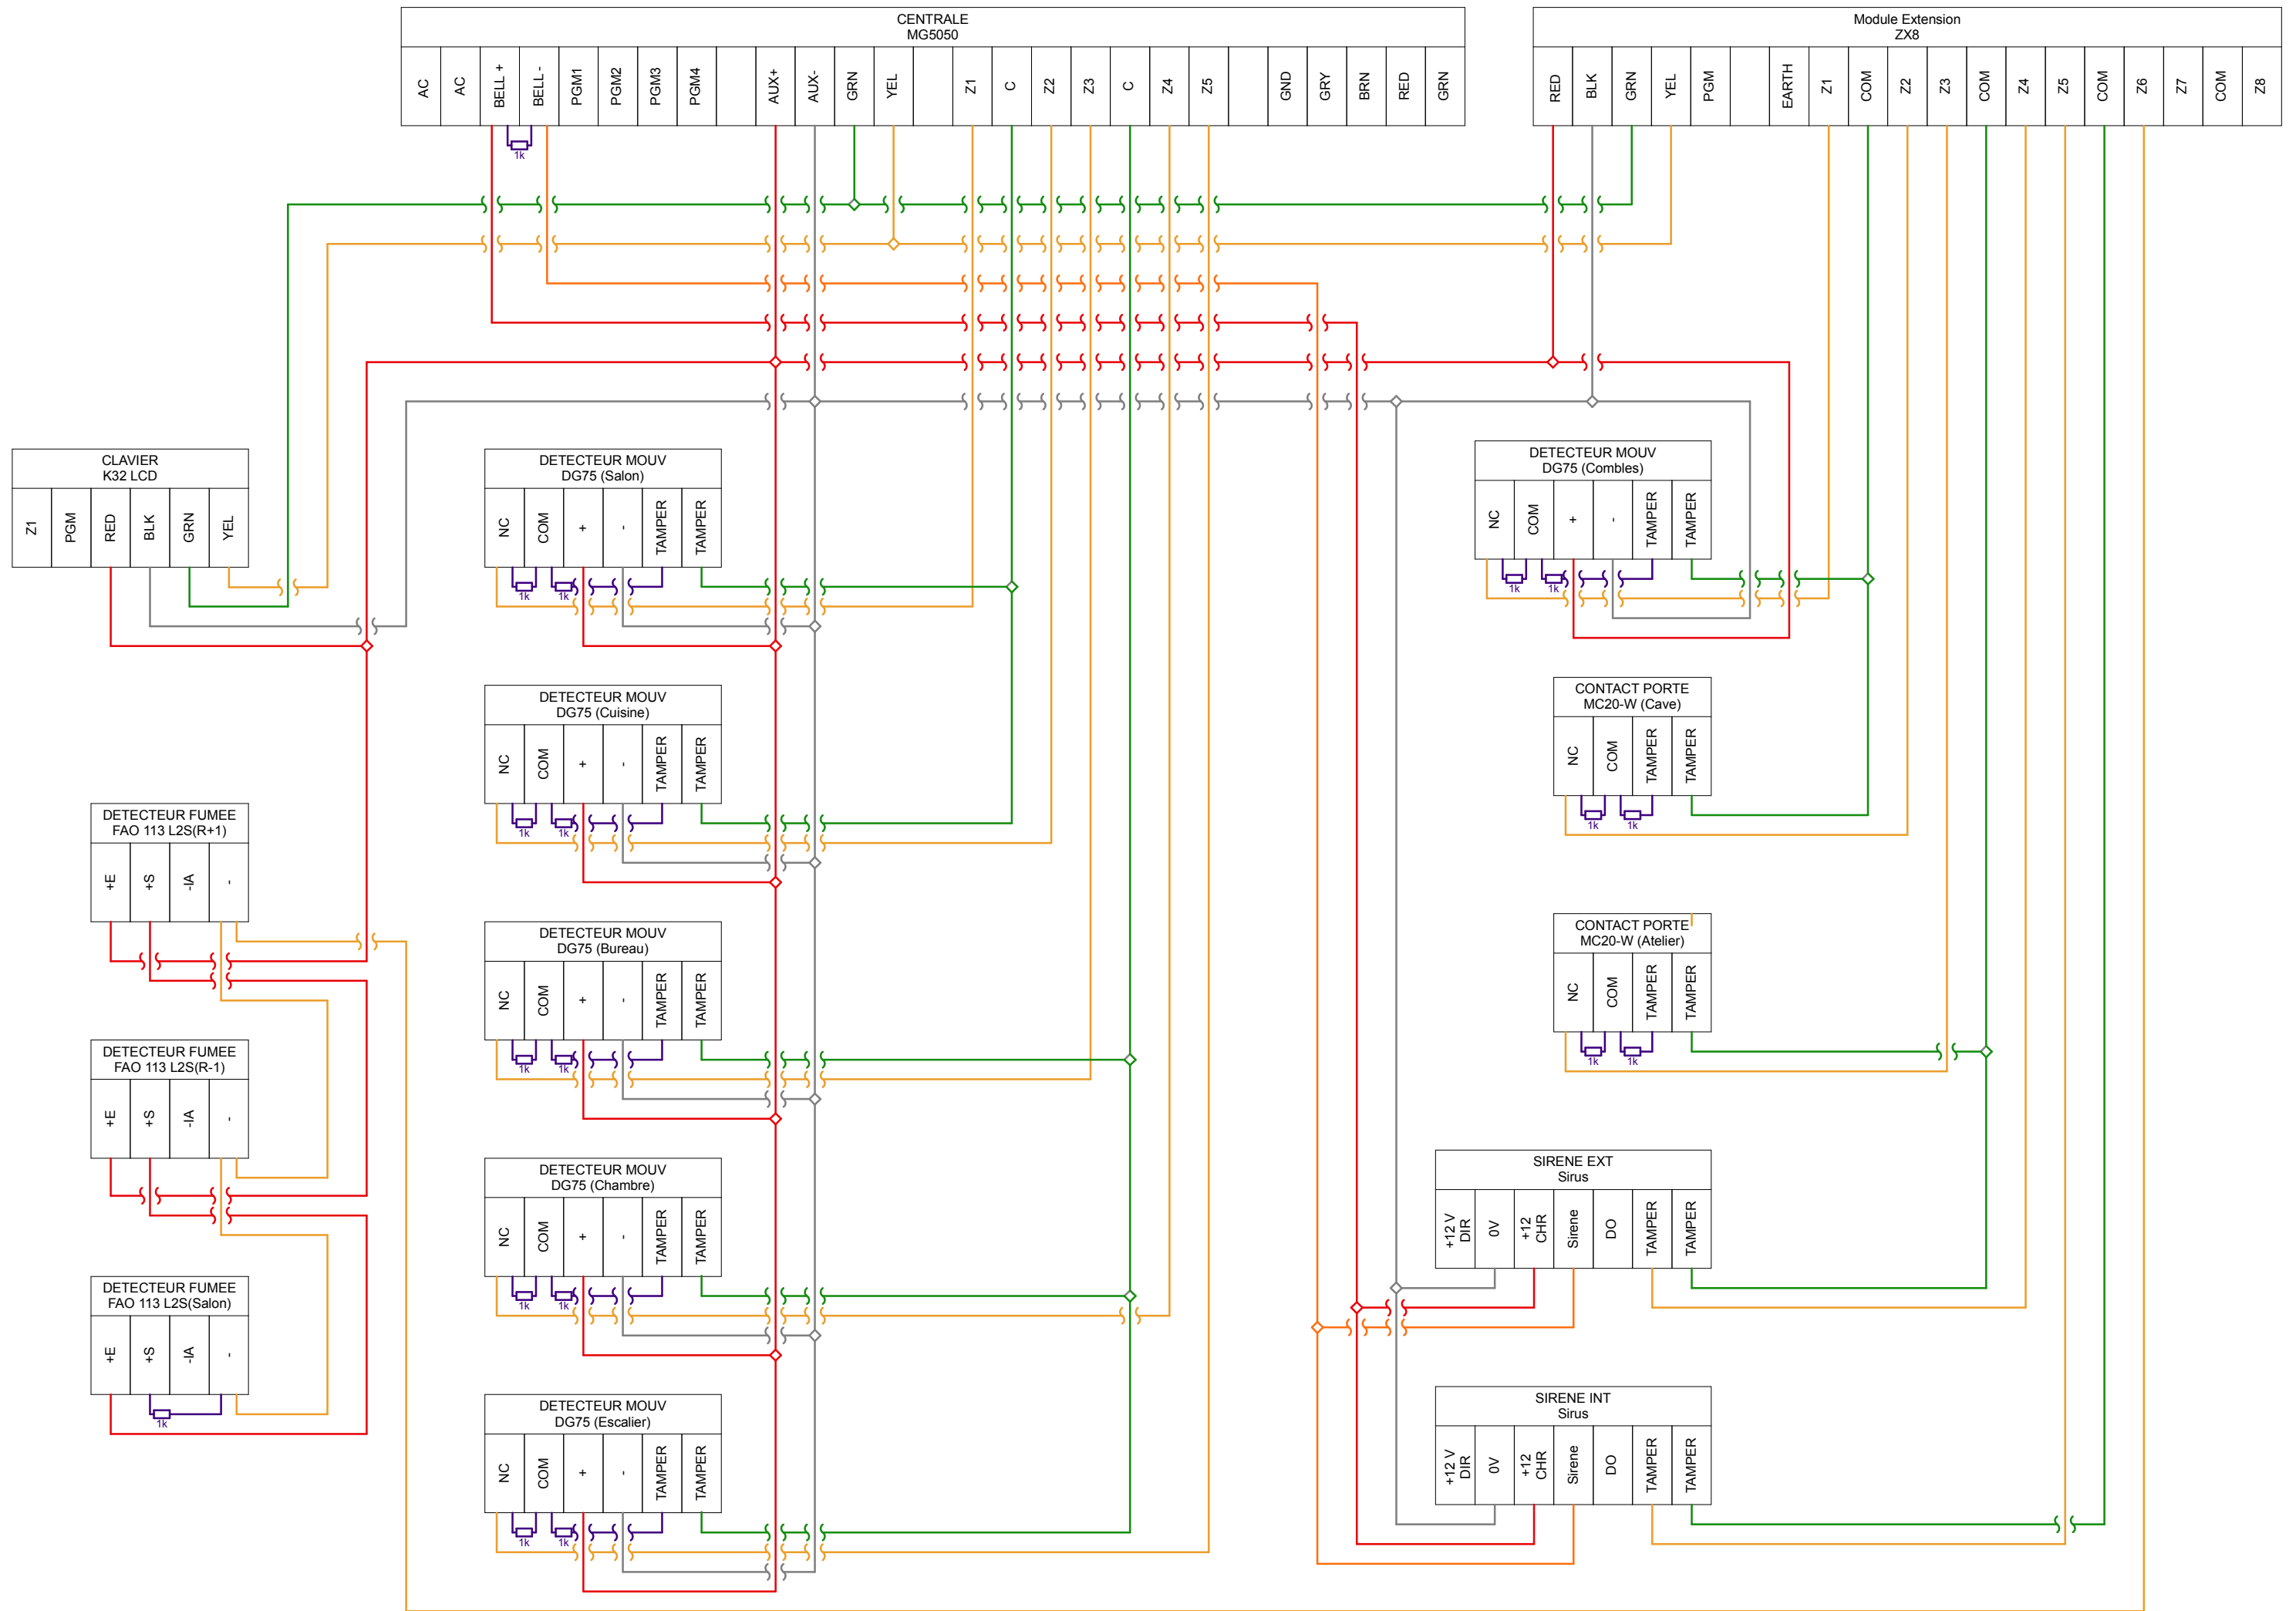 CENTRALE
MG5050
AC
AC
BELL +
BELL -
PGM1
PGM2
PGM3
PGM4
AUX+
AUX-
GRN
YEL
Z1
C
Z2
Z3
C
Z4
Z5
GND
GRY
BRN
RED
GRN
1k
Module Extension
ZX8
RED
BLK
GRN
YEL
PGM
EARTH
Z1
COM
Z2
Z3
COM
Z4
Z5
COM
Z6
Z7
COM
Z8
CLAVIER
K32 LCD
Z1
PGM
RED
BLK
GRN
YEL
DETECTEUR MOUV
DG75 (Salon)
NC
COM
+
-
TAMPER
TAMPER
1k
1k
DETECTEUR MOUV
DG75 (Combles)
NC
COM
+
-
TAMPER
TAMPER
1k
1k
DETECTEUR MOUV
DG75 (Cuisine)
NC
COM
+
-
TAMPER
TAMPER
1k
1k
CONTACT PORTE
MC20-W (Cave)
NC
COM
TAMPER
TAMPER
1k
1k
DETECTEUR FUMEE
FAO 113 L2S(R+1)
+E
+S
-IA
-
DETECTEUR MOUV
DG75 (Bureau)
NC
COM
+
-
TAMPER
TAMPER
1k
1k
CONTACT PORTE
MC20-W (Atelier)
NC
COM
TAMPER
TAMPER
1k
1k
DETECTEUR FUMEE
FAO 113 L2S(R-1)
+E
+S
-IA
-
DETECTEUR MOUV
DG75 (Chambre)
NC
COM
+
-
TAMPER
TAMPER
1k
1k
SIRENE EXT
Sirus
+12 V
DIR
0V
+12
CHR
Sirene
DO
TAMPER
TAMPER
DETECTEUR FUMEE
FAO 113 L2S(Salon)
+E
+S
-IA
-
1k
DETECTEUR MOUV
DG75 (Escalier)
NC
COM
+
-
TAMPER
TAMPER
1k
1k
SIRENE INT
Sirus
+12 V
DIR
0V
+12
CHR
Sirene
DO
TAMPER
TAMPER